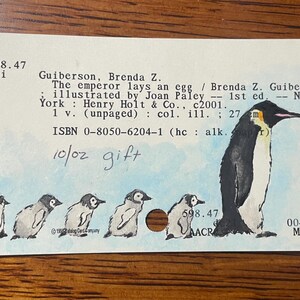 98.47
i
Guiberson, Brenda Z.
The emperor lays an egg / Brenda Z. Guibe
; illustrated by Joan Paley -- 1st ed. -- N
York : Henry Holt & Co., c2001.
1 v. (unpaged) : col. ill. ; 27
ISBN 0-8050-6204-1 (hc : alk.
10/02 gift
598.47
00
AACR
M